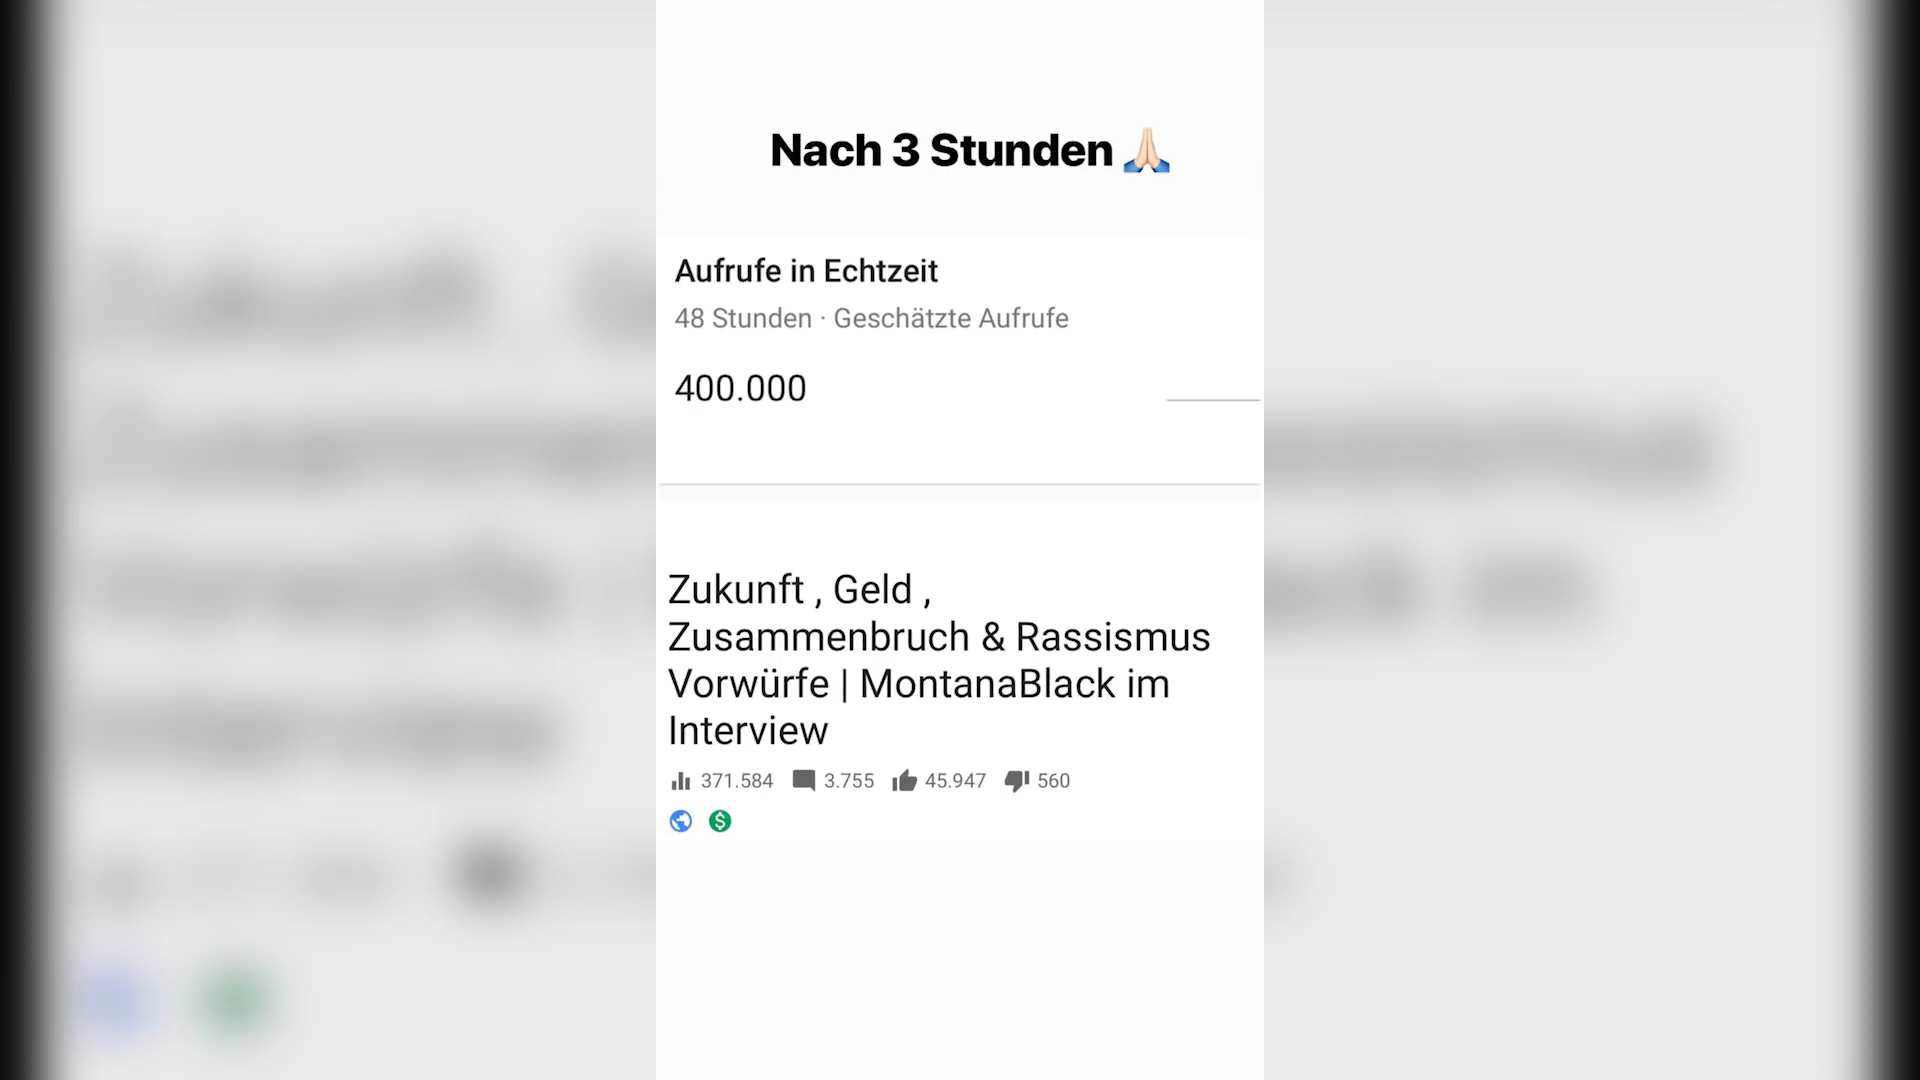 Nach 3 Stunden 🙏🏻
Aufrufe in Echtzeit
48 Stunden · Geschätzte Aufrufe
400.000
Zukunft , Geld ,
Zusammenbruch & Rassismus
Vorwürfe | MontanaBlack im
Interview
371.584 3.755 45.947 560